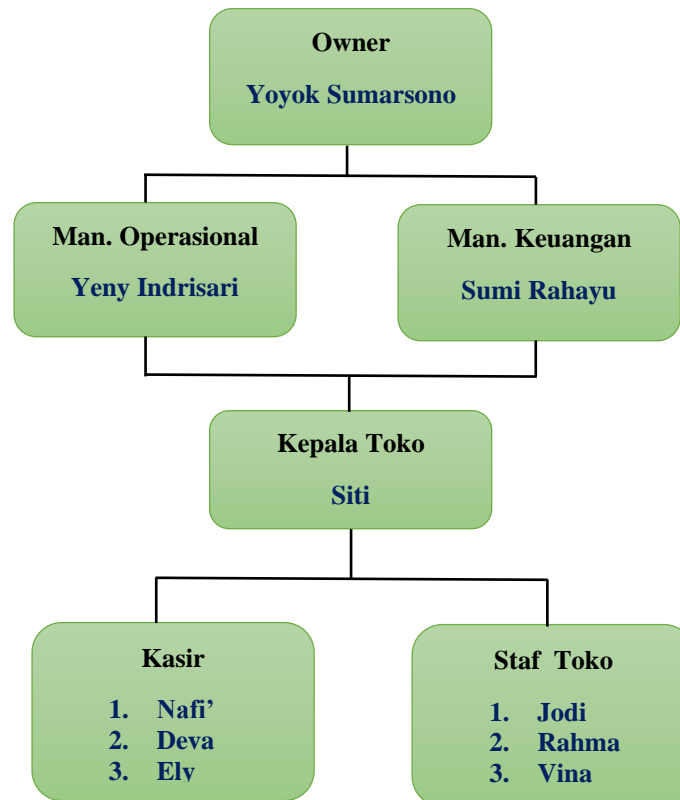 Owner
Yoyok Sumarsono
Man. Operasional
Yeny Indrisari
Man. Keuangan
Sumi Rahayu
Kepala Toko
Siti
Kasir
1. Nafi’
2. Deva
3. Ely
Staf Toko
1. Jodi
2. Rahma
3. Vina